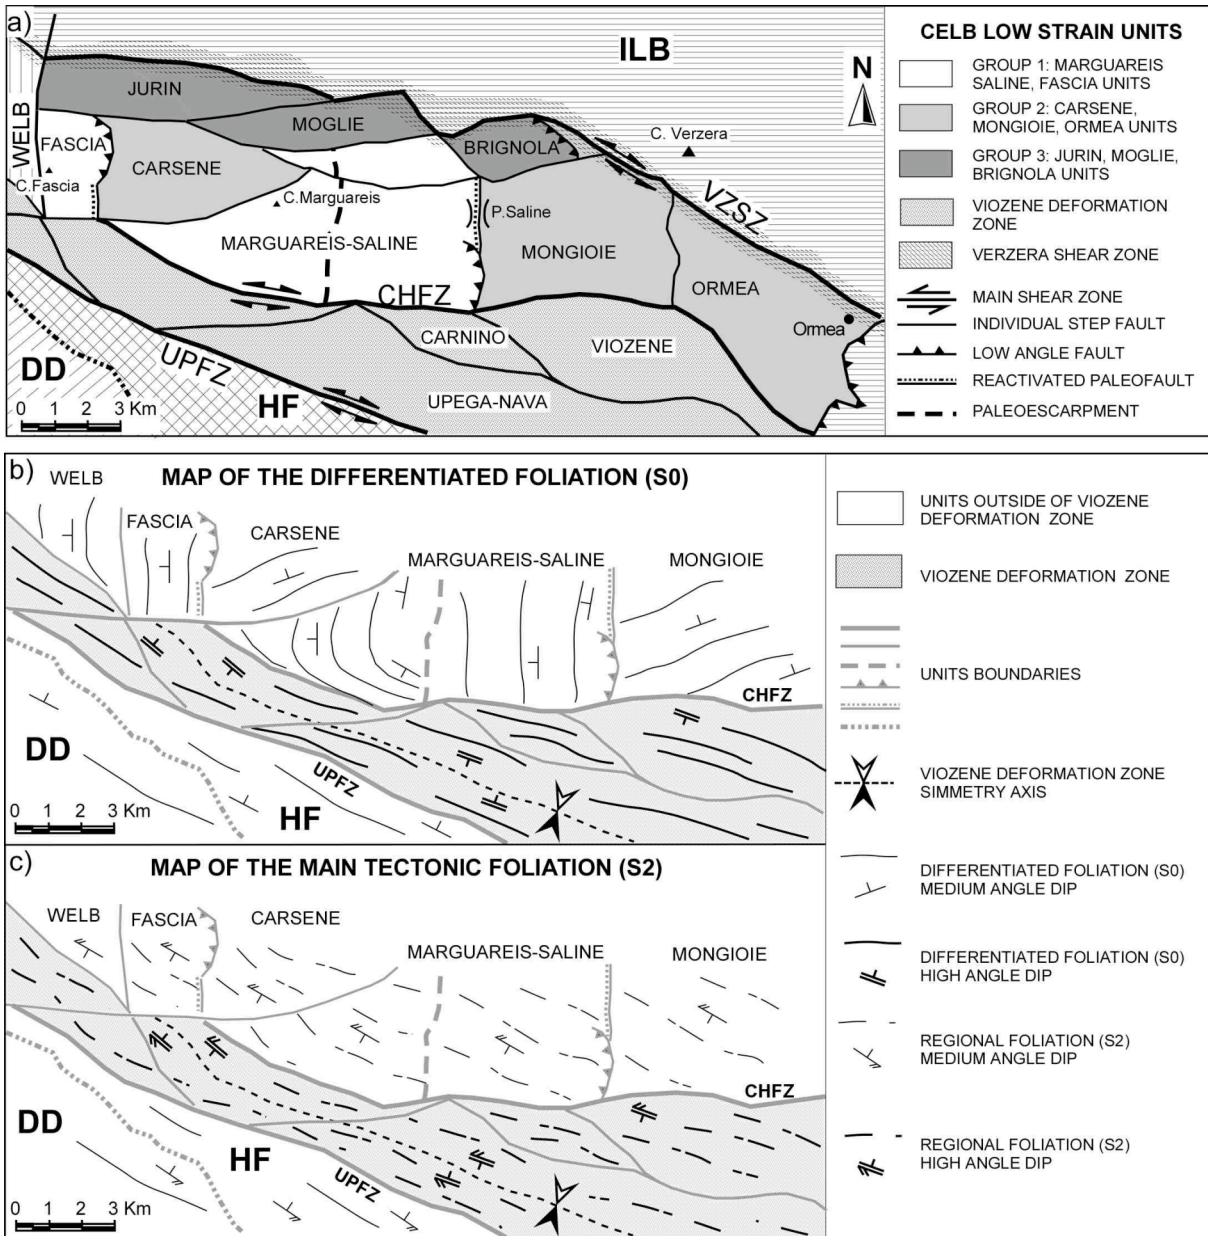 a)
ILB
N
JURIN
MOGLIE
BRIGNOLA
C. Verzera
WELB
FASCIA
CARSENE
C.Fascia
C.Marguareis
P.Saline
VZSZ
MARGUAREIS-SALINE
MONGIOIE
ORMEA
CHFZ
Ormea
CARNINO
VIOZENE
UPFZ
DD
HF
UPEGA-NAVA
0 1 2 3 Km
CELB LOW STRAIN UNITS
GROUP 1: MARGUAREIS
SALINE, FASCIA UNITS
GROUP 2: CARSENE,
MONGIOIE, ORMEA UNITS
GROUP 3: JURIN, MOGLIE,
BRIGNOLA UNITS
VIOZENE DEFORMATION
ZONE
VERZERA SHEAR ZONE
MAIN SHEAR ZONE
INDIVIDUAL STEP FAULT
LOW ANGLE FAULT
REACTIVATED PALEOFAULT
PALEOESCARPMENT
b)
MAP OF THE DIFFERENTIATED FOLIATION (S0)
WELB
FASCIA
CARSENE
MARGUAREIS-SALINE
MONGIOIE
CHFZ
DD
UPFZ
HF
0 1 2 3 Km
UNITS OUTSIDE OF VIOZENE
DEFORMATION ZONE
VIOZENE DEFORMATION ZONE
UNITS BOUNDARIES
VIOZENE DEFORMATION ZONE
SIMMETRY AXIS
DIFFERENTIATED FOLIATION (S0)
MEDIUM ANGLE DIP
DIFFERENTIATED FOLIATION (S0)
HIGH ANGLE DIP
REGIONAL FOLIATION (S2)
MEDIUM ANGLE DIP
REGIONAL FOLIATION (S2)
HIGH ANGLE DIP
c)
MAP OF THE MAIN TECTONIC FOLIATION (S2)
WELB
FASCIA
CARSENE
MARGUAREIS-SALINE
MONGIOIE
CHFZ
DD
HF
UPFZ
0 1 2 3 Km